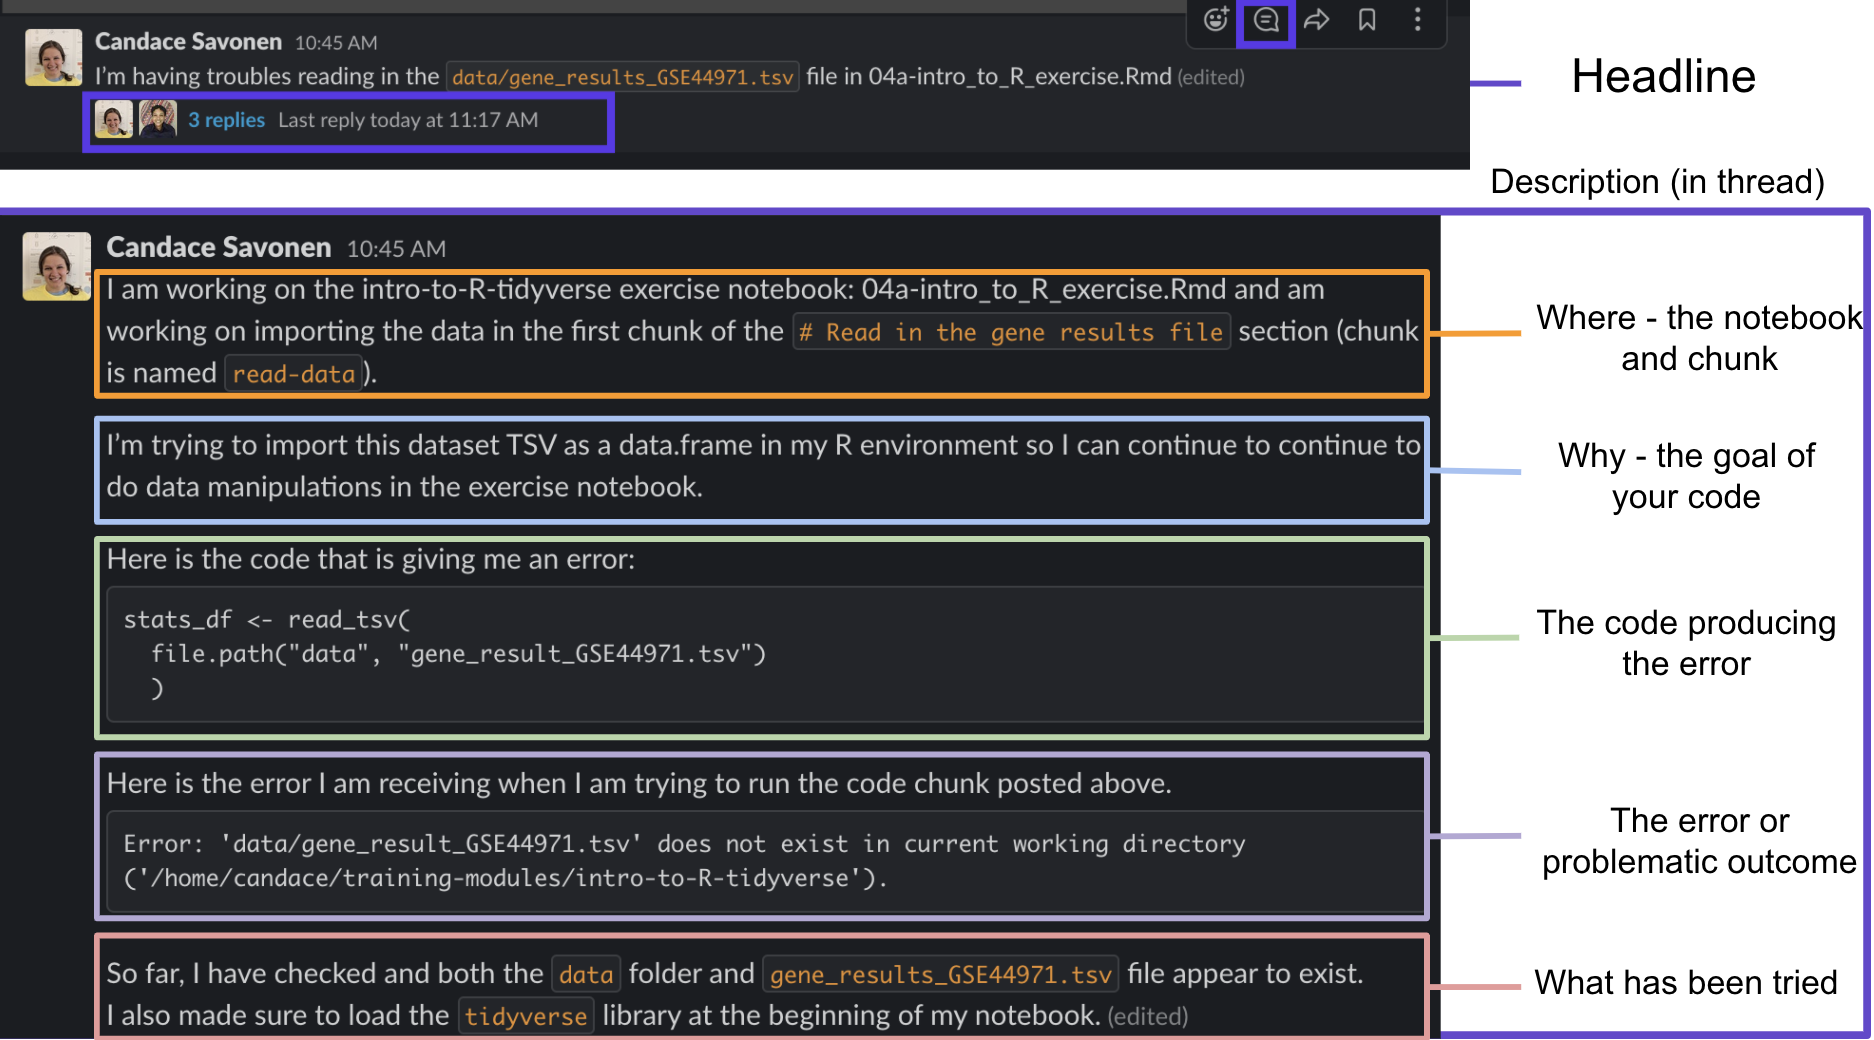 Candace Savonen 10:45 AM
I'm having troubles reading in the data/gene_results_GSE44971.tsv file in 04a-intro_to_R_exercise.Rmd (edited)
3 replies Last reply today at 11:17 AM
Headline
Description (in thread)
Candace Savonen 10:45 AM
I am working on the intro-to-R-tidyverse exercise notebook: 04a-intro_to_R_exercise.Rmd and am
working on importing the data in the first chunk of the # Read in the gene results file section (chunk
is named read-data).
Where - the notebook
and chunk
I'm trying to import this dataset TSV as a data.frame in my R environment so I can continue to continue to
do data manipulations in the exercise notebook.
Why - the goal of
your code
Here is the code that is giving me an error:
stats_df <- read_tsv(
file.path("data", "gene_result_GSE44971.tsv")
)
The code producing
the error
Here is the error I am receiving when I am trying to run the code chunk posted above.
Error: 'data/gene_result_GSE44971.tsv' does not exist in current working directory
('/home/candace/training-modules/intro-to-R-tidyverse').
The error or
problematic outcome
So far, I have checked and both the data folder and gene_results_GSE44971.tsv file appear to exist.
I also made sure to load the tidyverse library at the beginning of my notebook. (edited)
What has been tried